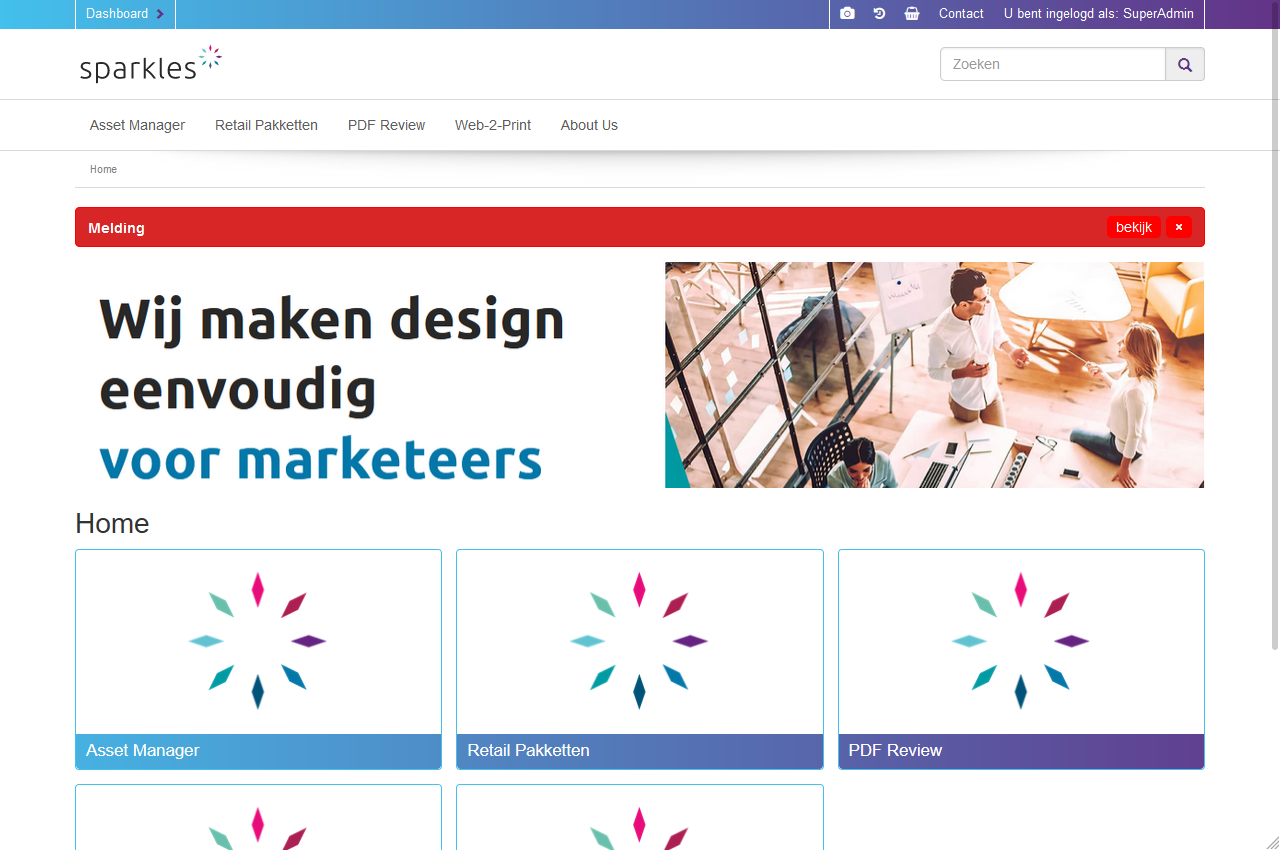 Dashboard
Contact
U bent ingelogd als: SuperAdmin
sparkles
Zoeken
Asset Manager
Retail Pakketten
PDF Review
Web-2-Print
About Us
Home
Melding
bekijk ×
Wij maken design
eenvoudig
voor marketeers
Home
Asset Manager
Retail Pakketten
PDF Review